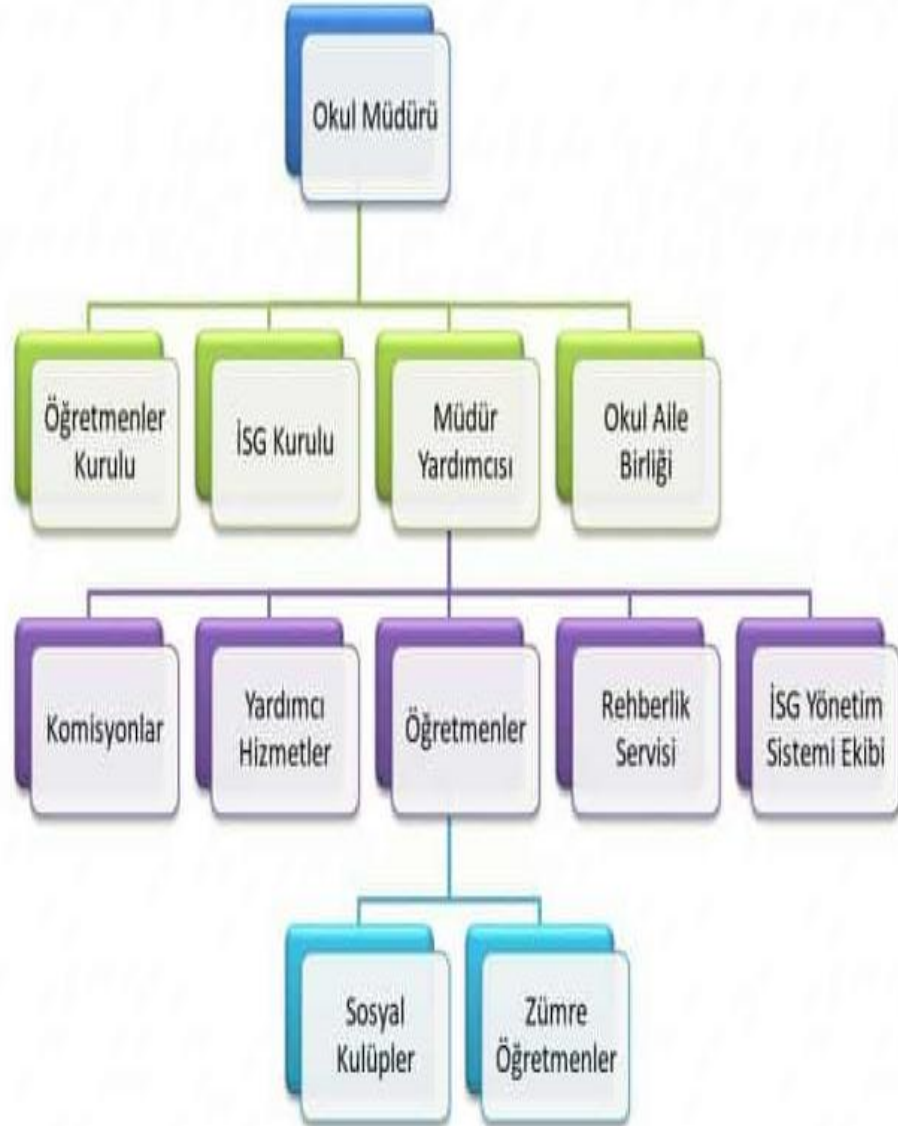 Okul Müdürü
Öğretmenler
Kurulu
İSG Kurulu
Müdür
Yardımcısı
Okul Aile
Birliği
Komisyonlar
Yardımcı
Hizmetler
Öğretmenler
Rehberlik
Servisi
İSG Yönetim
Sistemi Ekibi
Sosyal
Kulüpler
Zümre
Öğretmenler